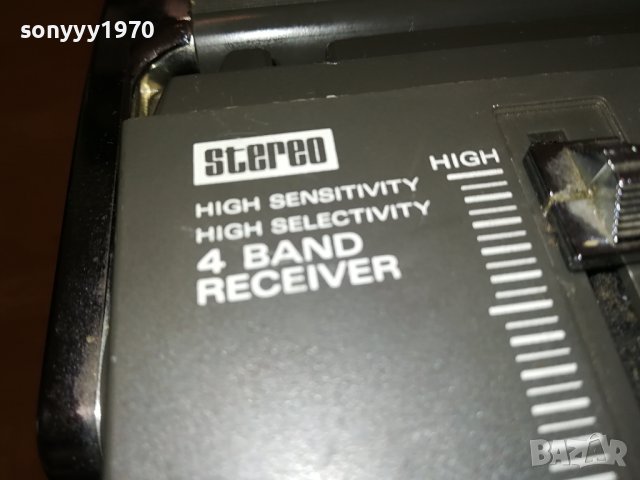 sonyyy1970
stereo
HIGH
HIGH SENSITIVITY
HIGH SELECTIVITY
4 BAND
RECEIVER
BAZAR